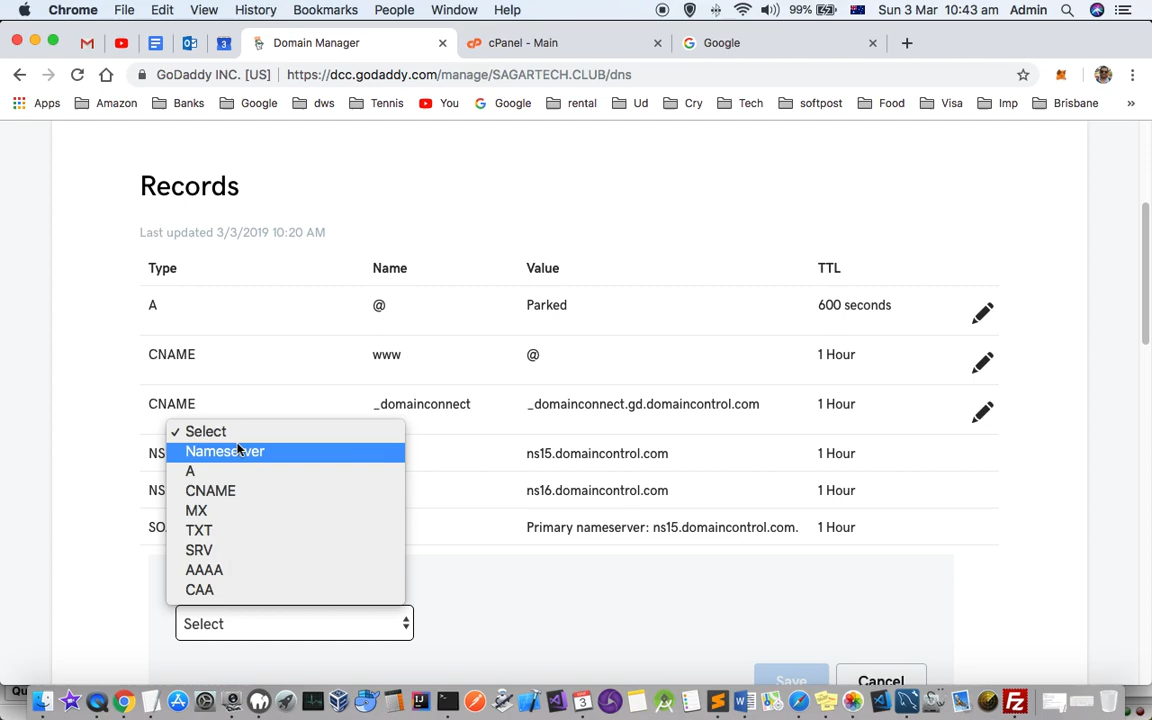 Chrome File Edit View History Bookmarks People Window Help 99% Sun 3 Mar 10:43 am Admin
Domain Manager cPanel - Main Google
GoDaddy INC. [US] https://dcc.godaddy.com/manage/SAGARTECH.CLUB/dns
Apps Amazon Banks Google dws Tennis You Google rental Ud Cry Tech softpost Food Visa Imp Brisbane »
Records
Last updated 3/3/2019 10:20 AM
Type Name Value TTL
A @ Parked 600 seconds
CNAME www @ 1 Hour
CNAME _domainconnect _domainconnect.gd.domaincontrol.com 1 Hour
NS ns15.domaincontrol.com 1 Hour
NS ns16.domaincontrol.com 1 Hour
SO Primary nameserver: ns15.domaincontrol.com. 1 Hour
✓ Select
Nameserver
A
CNAME
MX
TXT
SRV
AAAA
CAA
Select
Save Cancel